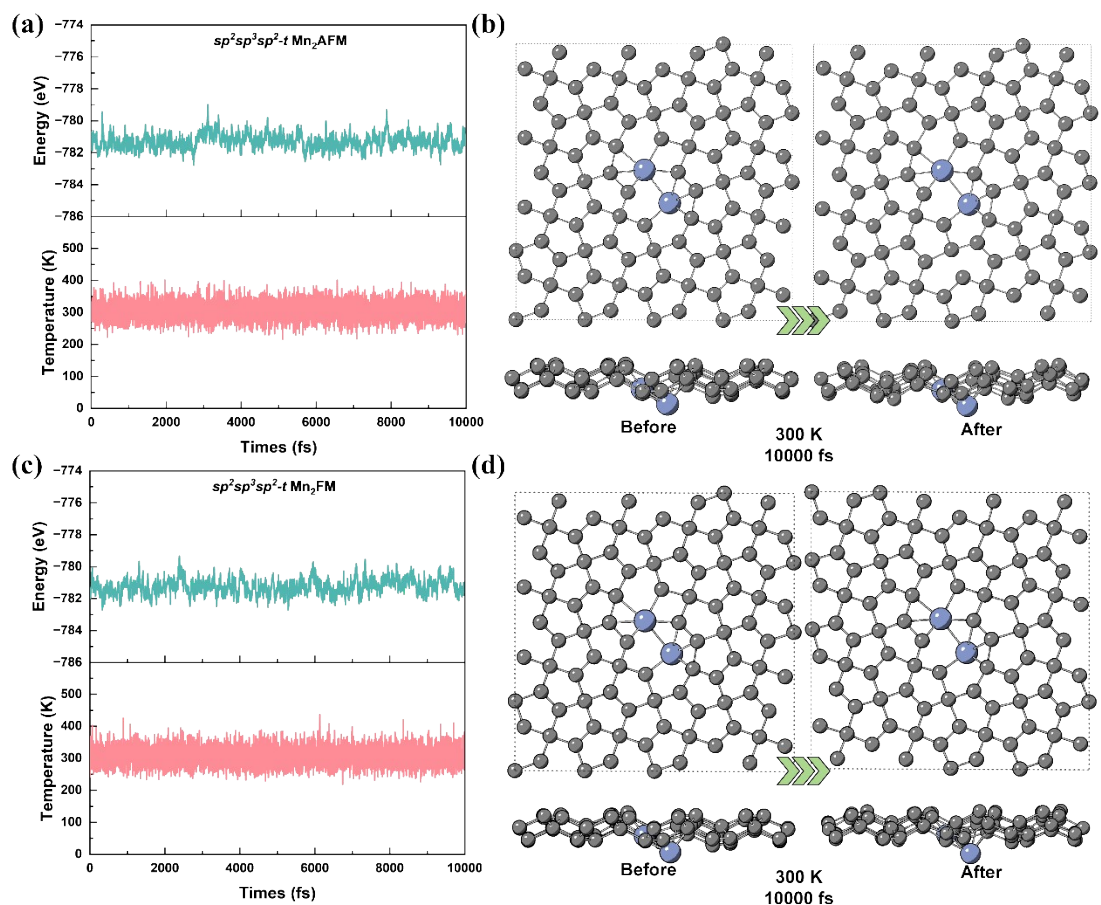 (a)
sp²sp³sp²-t Mn₂AFM
−774
−776
−778
−780
−782
−784
−786
Energy (eV)
500
400
300
200
100
0
Temperature (K)
0 2000 4000 6000 8000 10000
Times (fs)
(b)
Before
After
300 K
10000 fs
(c)
sp²sp³sp²-t Mn₂FM
−774
−776
−778
−780
−782
−784
−786
Energy (eV)
500
400
300
200
100
0
Temperature (K)
0 2000 4000 6000 8000 10000
Times (fs)
(d)
Before
After
300 K
10000 fs